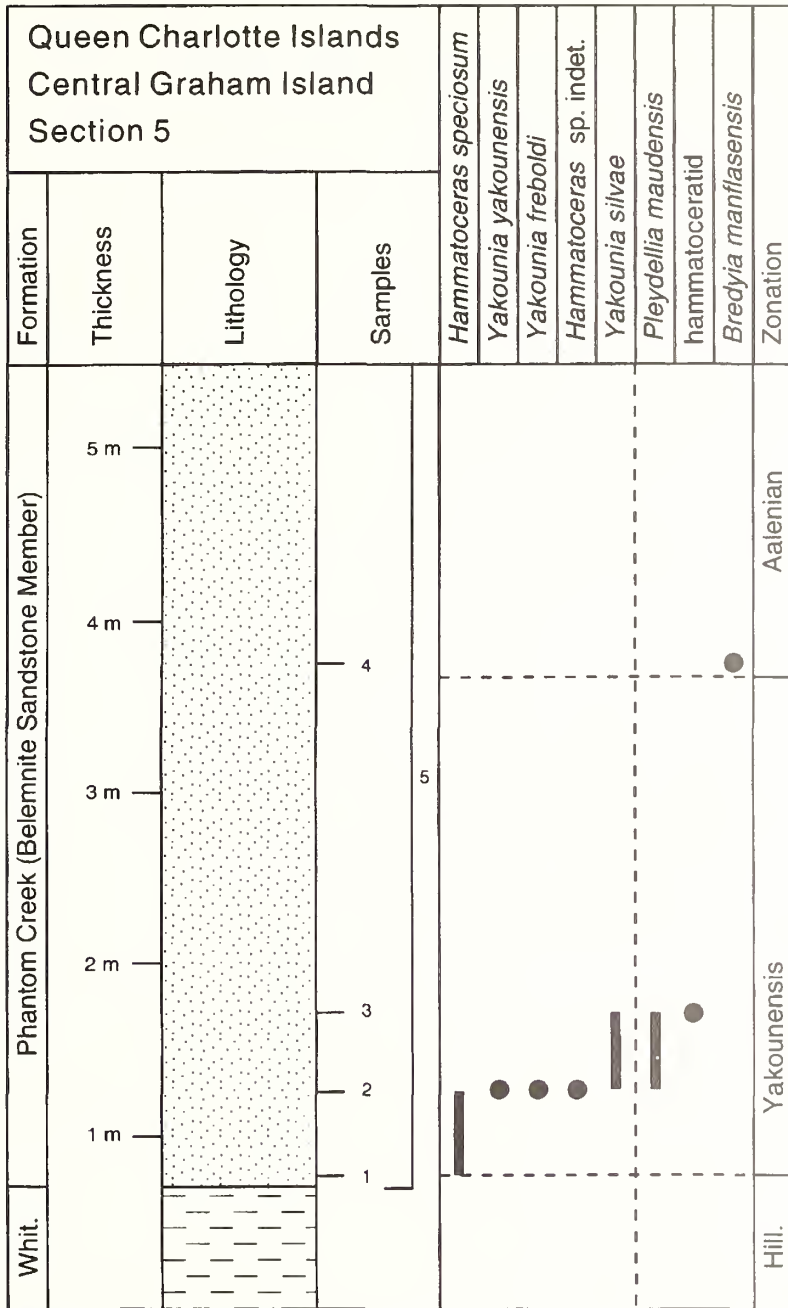 Queen Charlotte Islands
Central Graham Island
Section 5
Formation
Thickness
Lithology
Samples
Hammatoceras speciosum
Yakounia yakounensis
Yakounia freboldi
Hammatoceras sp. indet.
Yakounia silvae
Pleydellia maudensis
hammatoceratid
Bredyia manflasensis
Zonation
Phantom Creek (Belemnite Sandstone Member)
Whit.
5 m
4 m
3 m
2 m
1 m
4
3
2
1
5
Aalenian
Yakounensis
Hill.